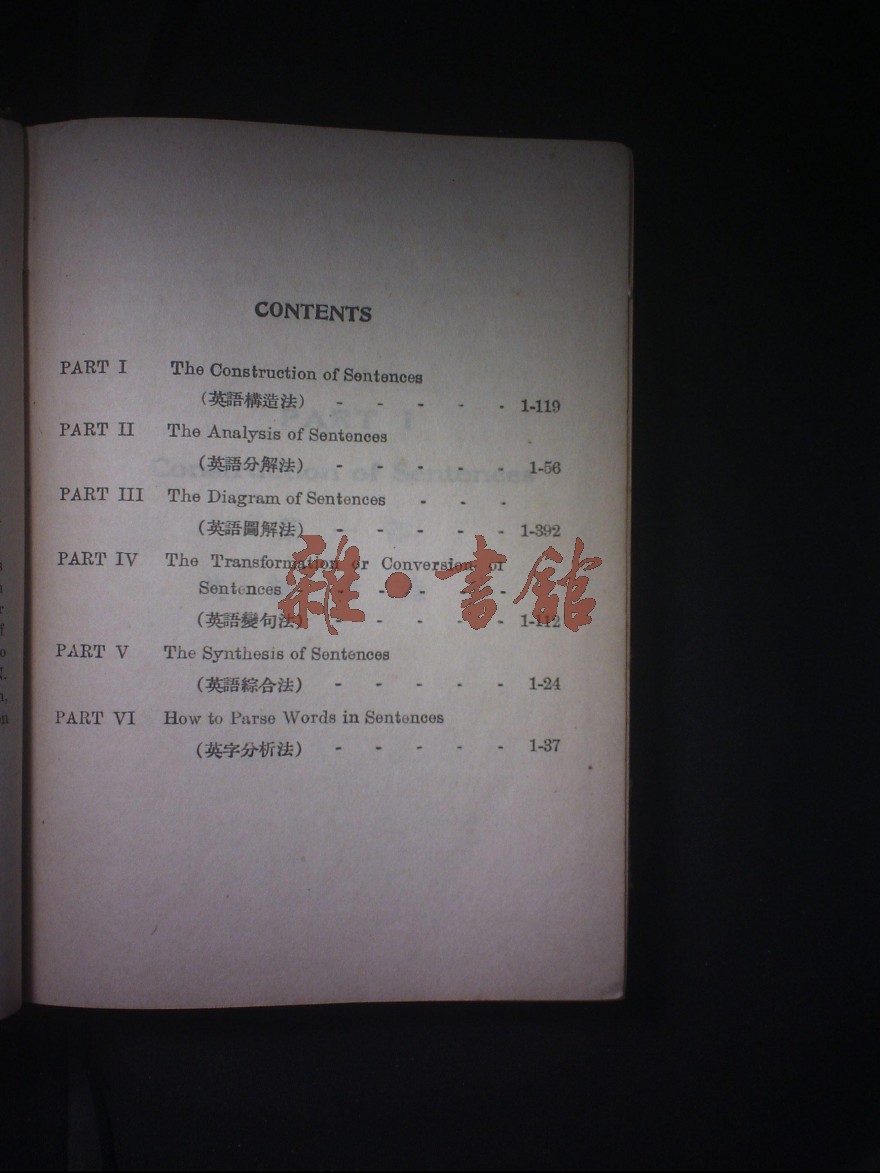 CONTENTS
PART I The Construction of Sentences
(英語構造法) - - - - - 1-119
PART II The Analysis of Sentences
(英語分解法) - - - - - 1-56
PART III The Diagram of Sentences - - -
(英語圖解法) - - - - - 1-392
PART IV The Transformation or Conversion of
Sentences - - - - - -
(英語變句法) - - - - - 1-112
PART V The Synthesis of Sentences
(英語綜合法) - - - - - 1-24
PART VI How to Parse Words in Sentences
(英字分析法) - - - - - 1-37
雜·書館